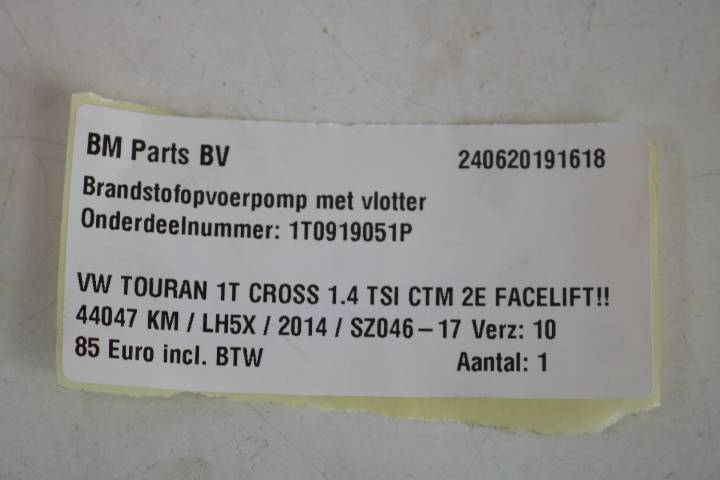 BM Parts BV 240620191618
Brandstofopvoerpomp met vlotter
Onderdeelnummer: 1T0919051P
VW TOURAN 1T CROSS 1.4 TSI CTM 2E FACELIFT!!
44047 KM / LH5X / 2014 / SZ046-17 Verz: 10
85 Euro incl. BTW Aantal: 1